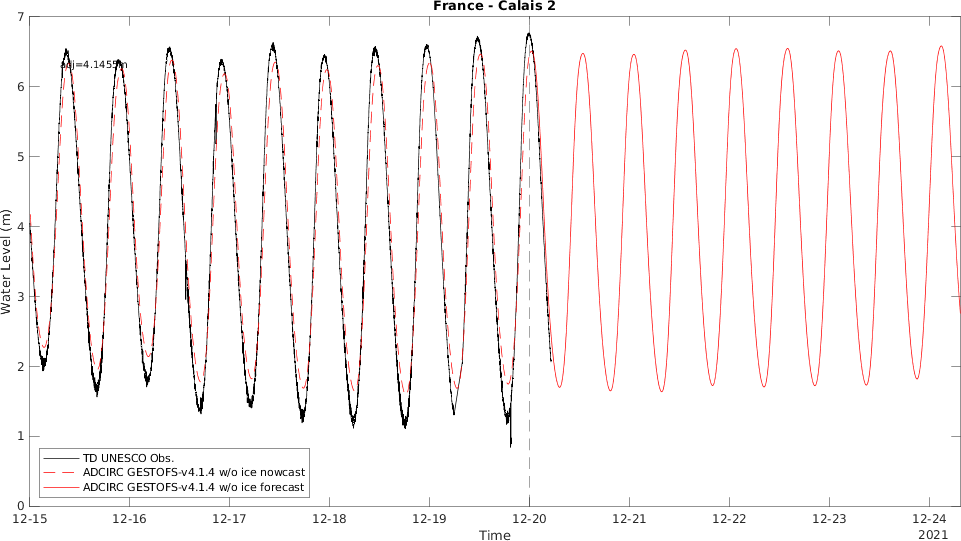 France - Calais 2
7
adj=4.1455m
6
5
4
3
2
1
0
Water Level (m)
TD UNESCO Obs.
ADCIRC GESTOFS-v4.1.4 w/o ice nowcast
ADCIRC GESTOFS-v4.1.4 w/o ice forecast
12-15 12-16 12-17 12-18 12-19 12-20 12-21 12-22 12-23 12-24
Time 2021